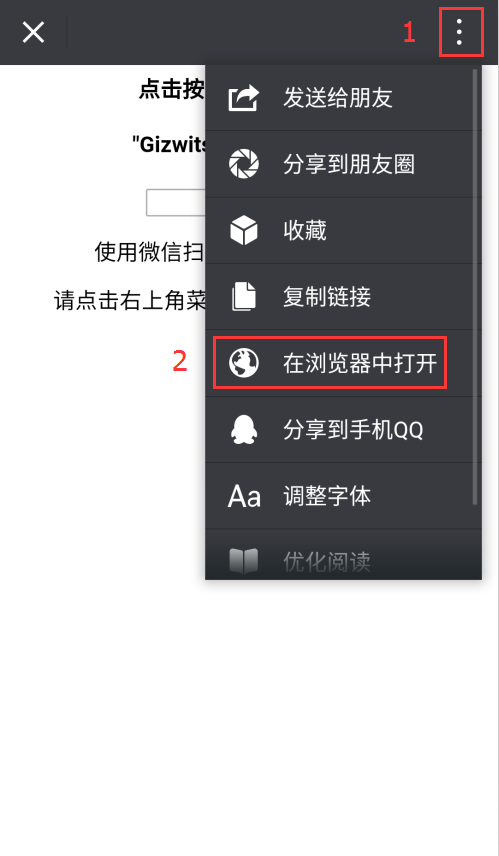 1
点击按
发送给朋友
"Gizwits
分享到朋友圈
收藏
使用微信扫
请点击右上角菜
复制链接
2
在浏览器中打开
分享到手机QQ
Aa 调整字体
优化阅读